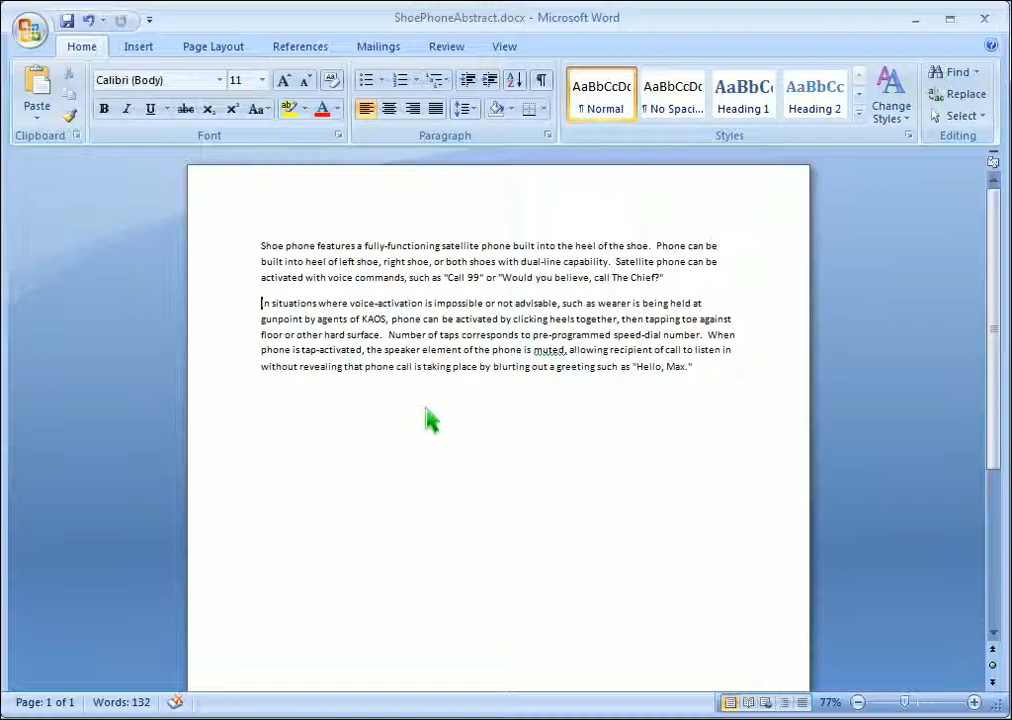 ShoePhoneAbstract.docx - Microsoft Word
Home Insert Page Layout References Mailings Review View
Calibri (Body) 11
Paste
B I U abc X₂ X² Aa
AaBbCcDc AaBbCcDc AaBbC AaBbCc
¶ Normal ¶ No Spaci... Heading 1 Heading 2
Change
Styles
Find
Replace
Select
Clipboard Font Paragraph Styles Editing
Shoe phone features a fully-functioning satellite phone built into the heel of the shoe. Phone can be
built into heel of left shoe, right shoe, or both shoes with dual-line capability. Satellite phone can be
activated with voice commands, such as "Call 99" or "Would you believe, call The Chief?"
In situations where voice-activation is impossible or not advisable, such as wearer is being held at
gunpoint by agents of KAOS, phone can be activated by clicking heels together, then tapping toe against
floor or other hard surface. Number of taps corresponds to pre-programmed speed-dial number. When
phone is tap-activated, the speaker element of the phone is muted, allowing recipient of call to listen in
without revealing that phone call is taking place by blurting out a greeting such as "Hello, Max."
Page: 1 of 1 Words: 132 77%